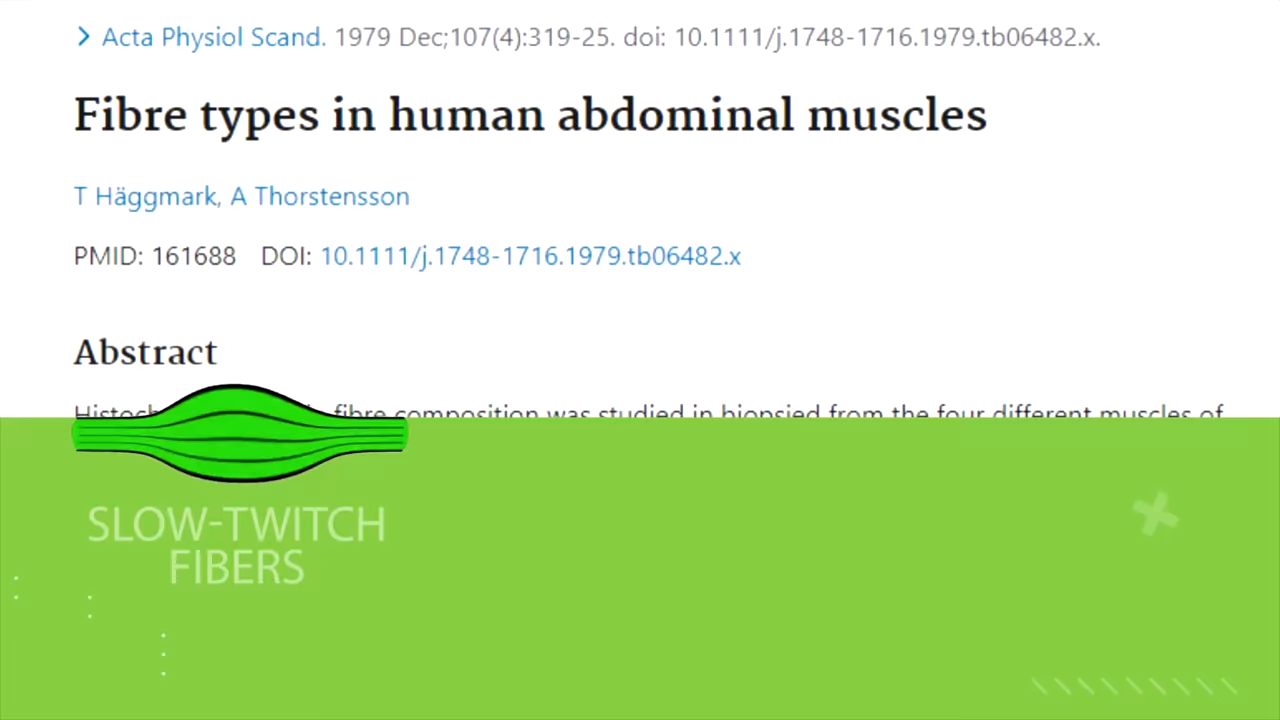 Acta Physiol Scand. 1979 Dec;107(4):319-25. doi: 10.1111/j.1748-1716.1979.tb06482.x.
Fibre types in human abdominal muscles
T Häggmark, A Thorstensson
PMID: 161688 DOI: 10.1111/j.1748-1716.1979.tb06482.x
Abstract
fibre composition was studied in biopsied from the four different muscles of
SLOW-TWITCH
FIBERS